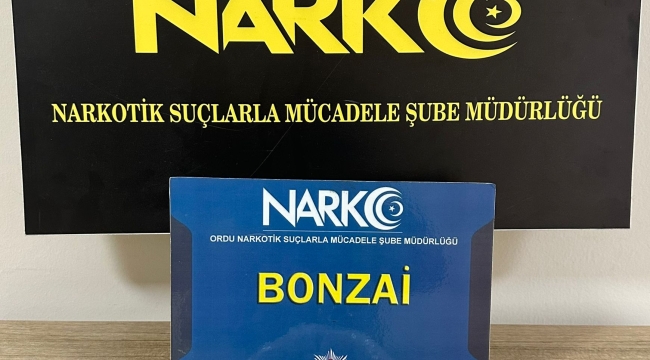 NARKO
NARKOTİK SUÇLARLA MÜCADELE ŞUBE MÜDÜRLÜĞÜ
NARKO
ORDU NARKOTİK SUÇLARLA MÜCADELE ŞUBE MÜDÜRLÜĞÜ
BONZAİ